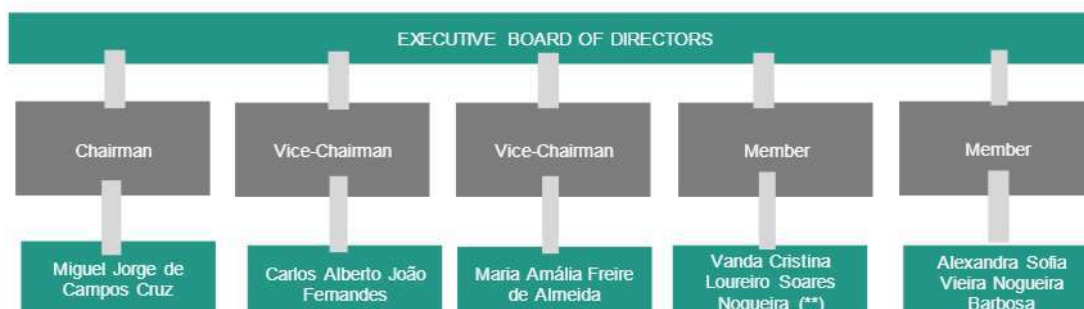 EXECUTIVE BOARD OF DIRECTORS
Chairman
Vice-Chairman
Vice-Chairman
Member
Member
Miguel Jorge de
Campos Cruz
Carlos Alberto João
Fernandes
Maria Amália Freire
de Almeida
Vanda Cristina
Loureiro Soares
Nogueira (**)
Alexandra Sofia
Vieira Nogueira
Barbosa